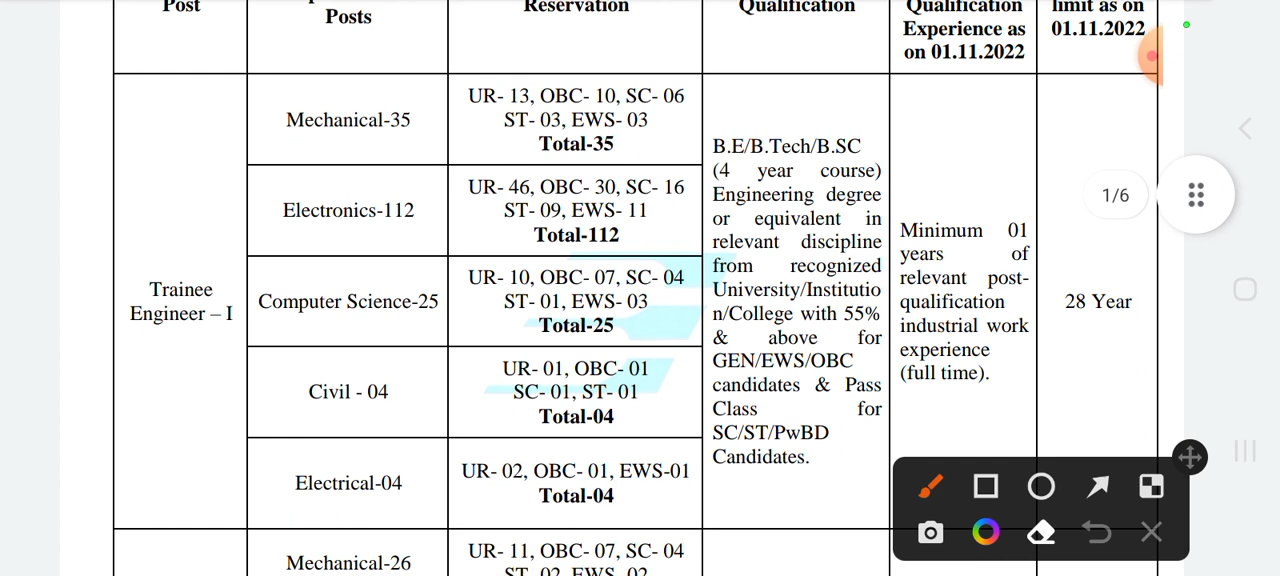 Post
Posts
Reservation
Qualification
Qualification
Experience as
on 01.11.2022
limit as on
01.11.2022
Trainee
Engineer – I
Mechanical-35
UR- 13, OBC- 10, SC- 06
ST- 03, EWS- 03
Total-35
Electronics-112
UR- 46, OBC- 30, SC- 16
ST- 09, EWS- 11
Total-112
Computer Science-25
UR- 10, OBC- 07, SC- 04
ST- 01, EWS- 03
Total-25
Civil - 04
UR- 01, OBC- 01
SC- 01, ST- 01
Total-04
Electrical-04
UR- 02, OBC- 01, EWS-01
Total-04
B.E/B.Tech/B.SC
(4 year course)
Engineering degree
or equivalent in
relevant discipline
from recognized
University/Institutio
n/College with 55%
& above for
GEN/EWS/OBC
candidates & Pass
Class for
SC/ST/PwBD
Candidates.
Minimum 01
years of
relevant post-
qualification
industrial work
experience
(full time).
28 Year
1/6
Mechanical-26
UR- 11, OBC- 07, SC- 04
ST- 02, EWS- 02